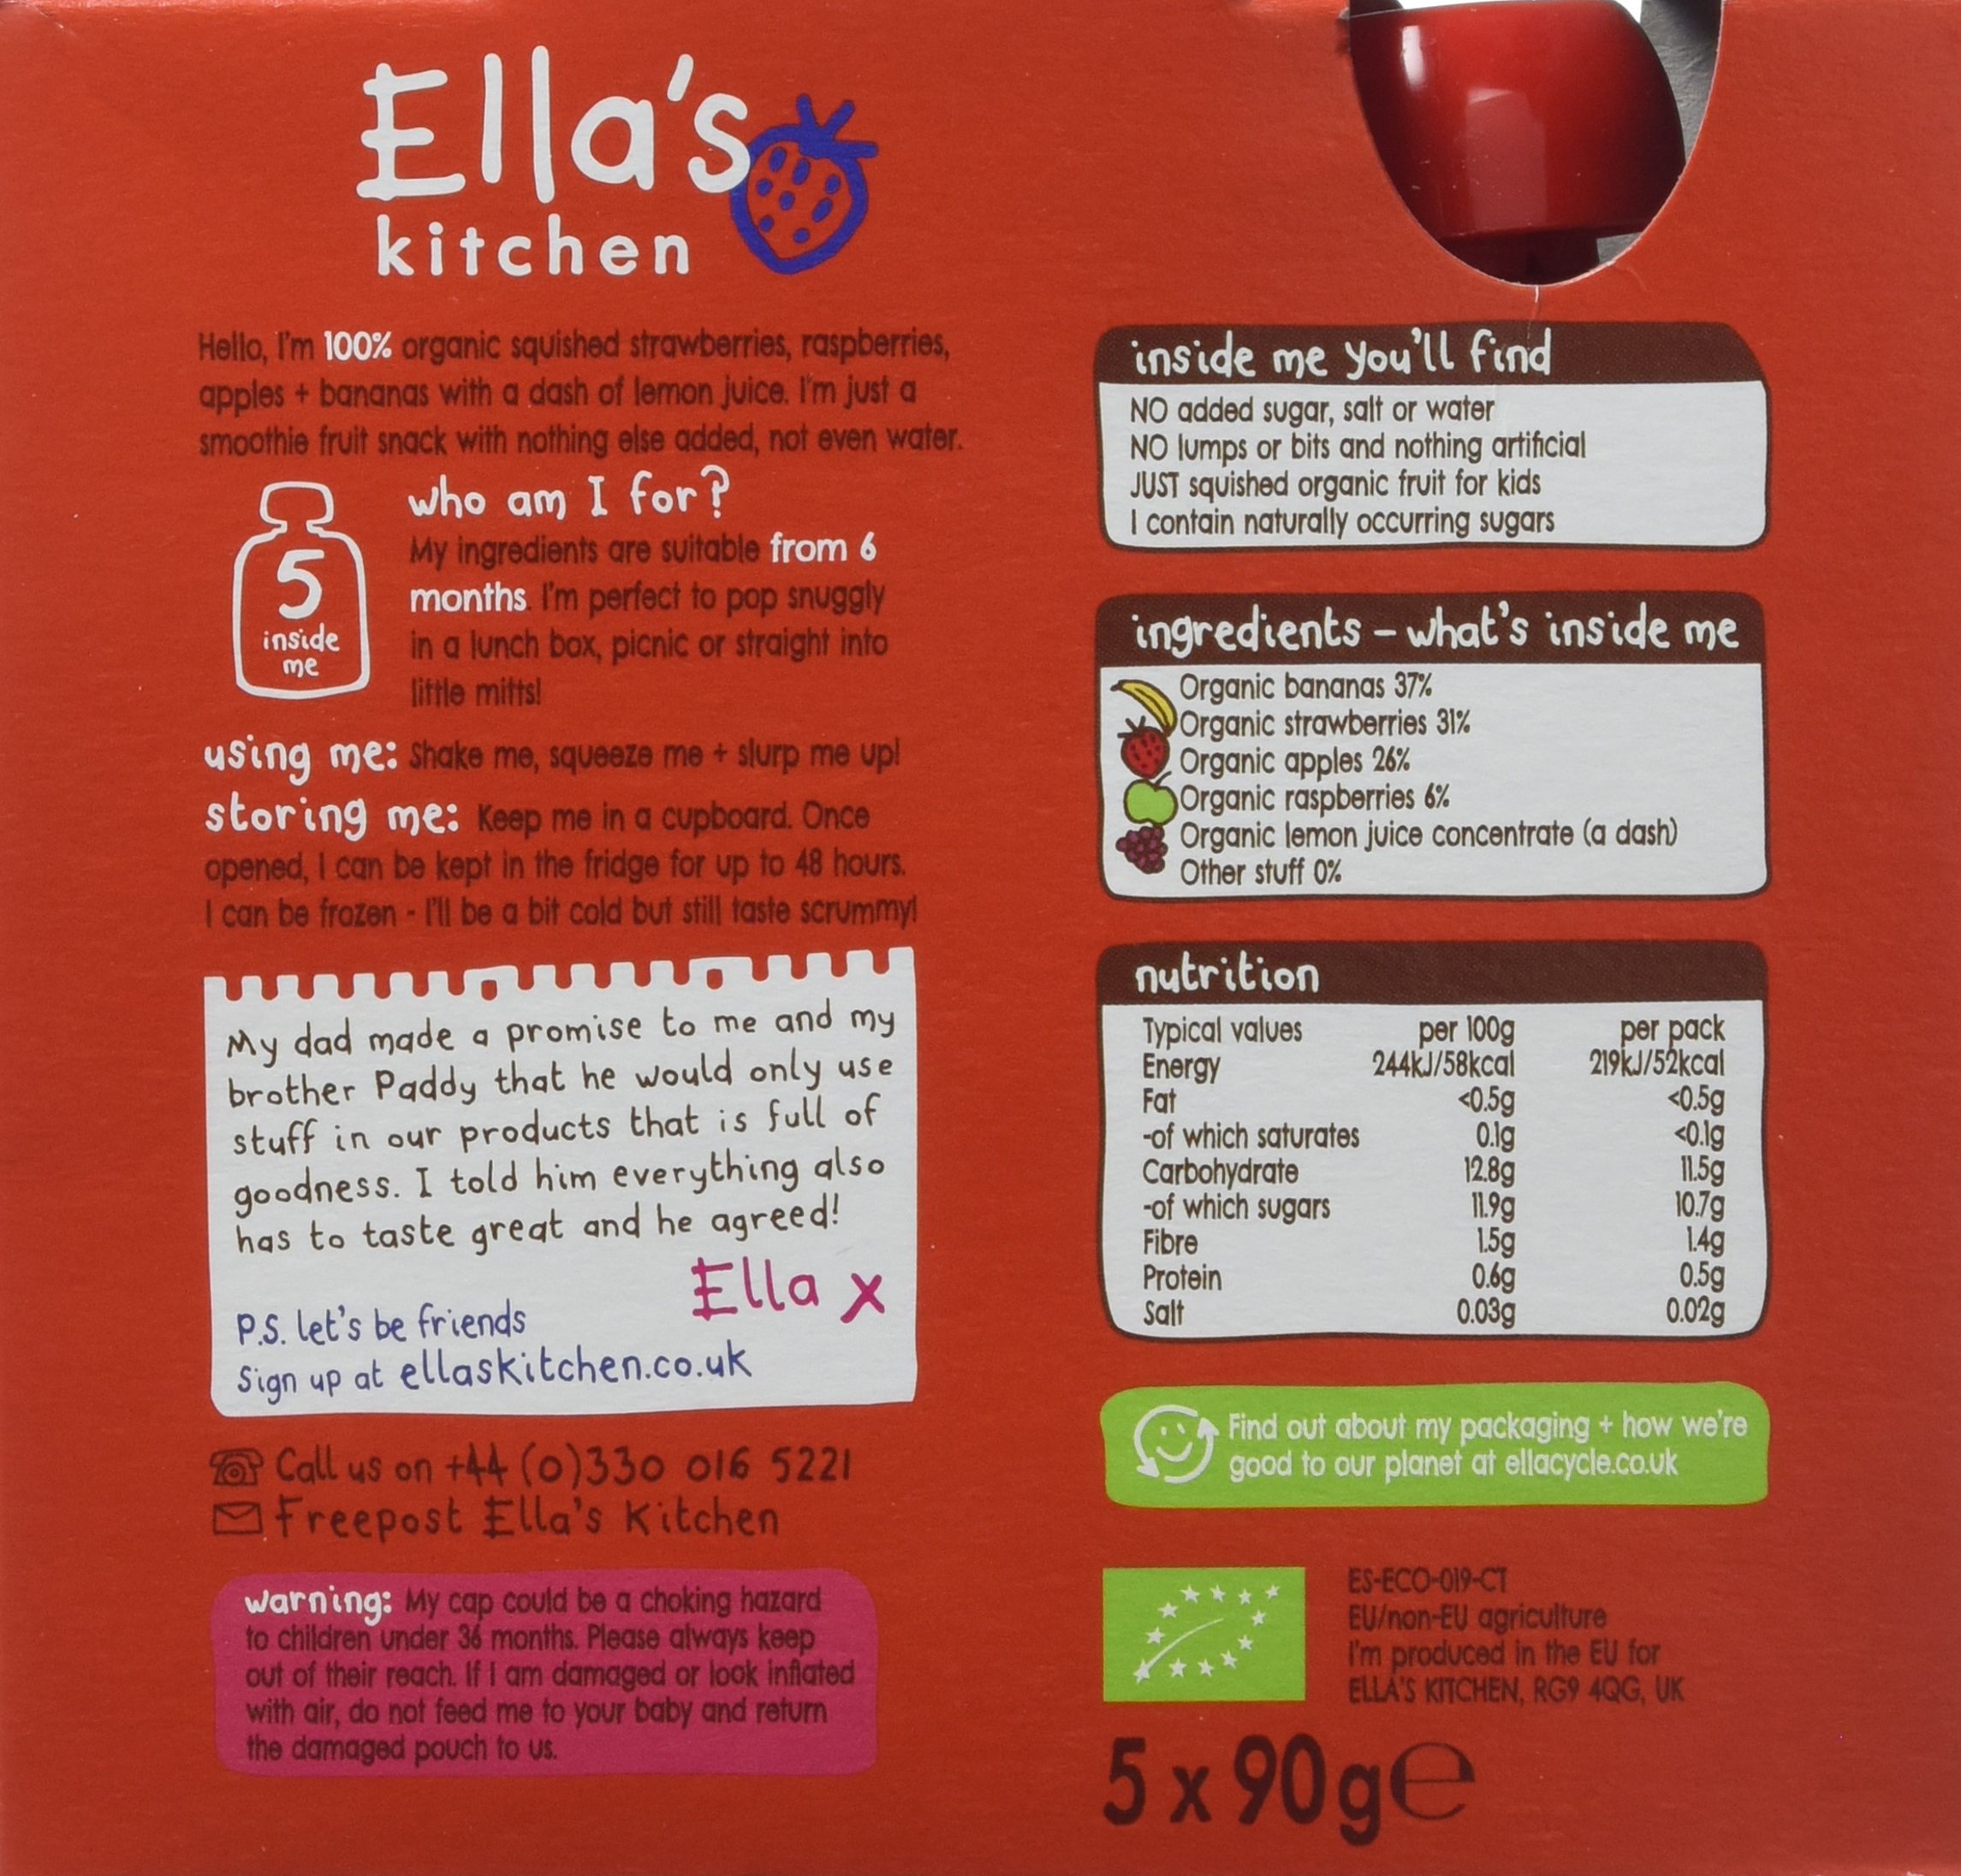 Ella's
kitchen
Hello, I'm 100% organic squished strawberries, raspberries,
apples + bananas with a dash of lemon juice. I'm just a
smoothie fruit snack with nothing else added, not even water.
5
inside
me
who am I for?
My ingredients are suitable from 6
months. I'm perfect to pop snuggly
in a lunch box, picnic or straight into
little mitts!
using me: Shake me, squeeze me + slurp me up!
storing me: Keep me in a cupboard. Once
opened, I can be kept in the fridge for up to 48 hours.
I can be frozen - I'll be a bit cold but still taste scrummy!
My dad made a promise to me and my
brother Paddy that he would only use
stuff in our products that is full of
goodness. I told him everything also
has to taste great and he agreed!
Ella x
P.S. let's be friends
Sign up at ellaskitchen.co.uk
Call us on +44 (0)330 016 5221
Freepost Ella's Kitchen
warning: My cap could be a choking hazard
to children under 36 months. Please always keep
out of their reach. If I am damaged or look inflated
with air, do not feed me to your baby and return
the damaged pouch to us.
inside me you'll find
NO added sugar, salt or water
NO lumps or bits and nothing artificial
JUST squished organic fruit for kids
I contain naturally occurring sugars
ingredients - what's inside me
Organic bananas 37%
Organic strawberries 31%
Organic apples 26%
Organic raspberries 6%
Organic lemon juice concentrate (a dash)
Other stuff 0%
nutrition
Typical values per 100g per pack
Energy 244kJ/58kcal 219kJ/52kcal
Fat <0.5g <0.5g
-of which saturates 0.1g <0.1g
Carbohydrate 12.8g 11.5g
-of which sugars 11.9g 10.7g
Fibre 1.5g 1.4g
Protein 0.6g 0.5g
Salt 0.03g 0.02g
Find out about my packaging + how we're
good to our planet at ellacycle.co.uk
ES-ECO-019-CT
EU/non-EU agriculture
I'm produced in the EU for
ELLA'S KITCHEN, RG9 4QG, UK
5 x 90g e